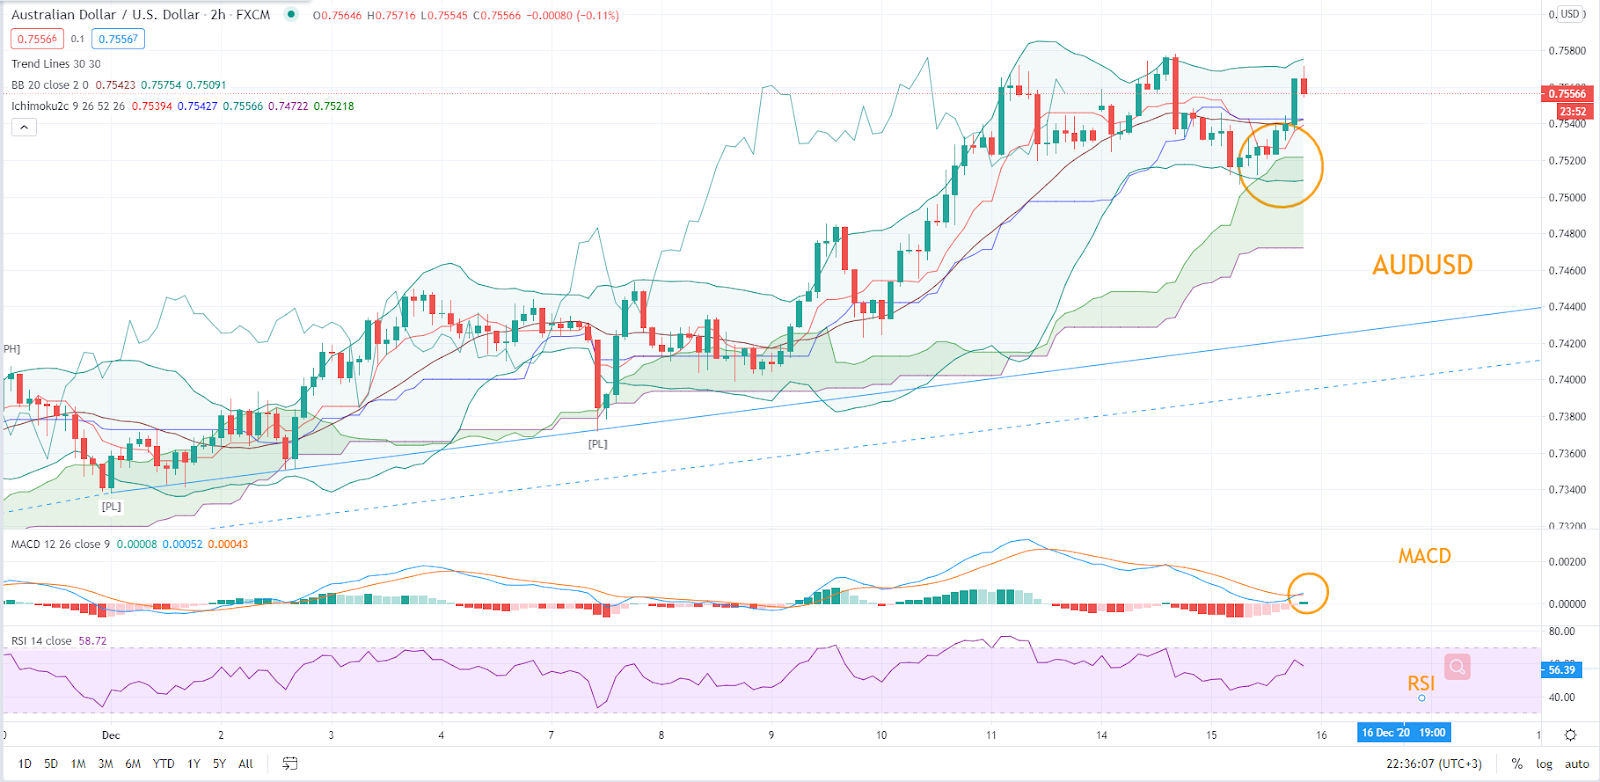 Australian Dollar / U.S. Dollar · 2h · FXCM O0.75646 H0.75716 L0.75545 C0.75566 −0.00080 (−0.11%)
0.75566 0.1 0.75567
Trend Lines 30 30
BB 20 close 2 0 0.75423 0.75754 0.75091
Ichimoku2c 9 26 52 26 0.75394 0.75427 0.75566 0.74722 0.75218
USD
0.75800
0.75566
23:52
0.75400
0.75200
0.75000
0.74800
0.74600
0.74400
0.74200
0.74000
0.73800
0.73600
0.73400
0.73200
AUDUSD
PH]
[PL]
[PL]
MACD 12 26 close 9 0.00008 0.00052 0.00043
MACD
0.00200
0.00000
RSI 14 close 58.72
RSI
80.00
56.39
40.00
Dec 2 3 4 7 8 9 10 11 14 15 16 16 Dec '20 19:00
1D 5D 1M 3M 6M YTD 1Y 5Y All 22:36:07 (UTC+3) % log auto